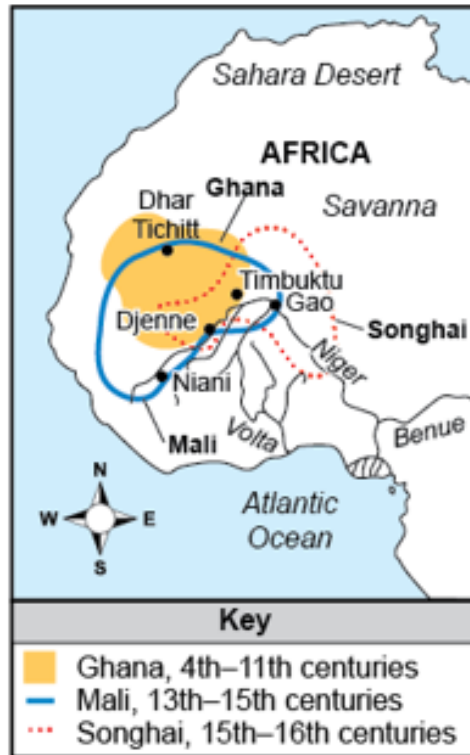 Sahara Desert
AFRICA
Ghana
Dhar
Tichitt
Savanna
Timbuktu
Gao
Djenne
Songhai
Niger
Niani
Mali
Volta
Benue
N
W
E
S
Atlantic
Ocean
Key
Ghana, 4th–11th centuries
Mali, 13th–15th centuries
Songhai, 15th–16th centuries